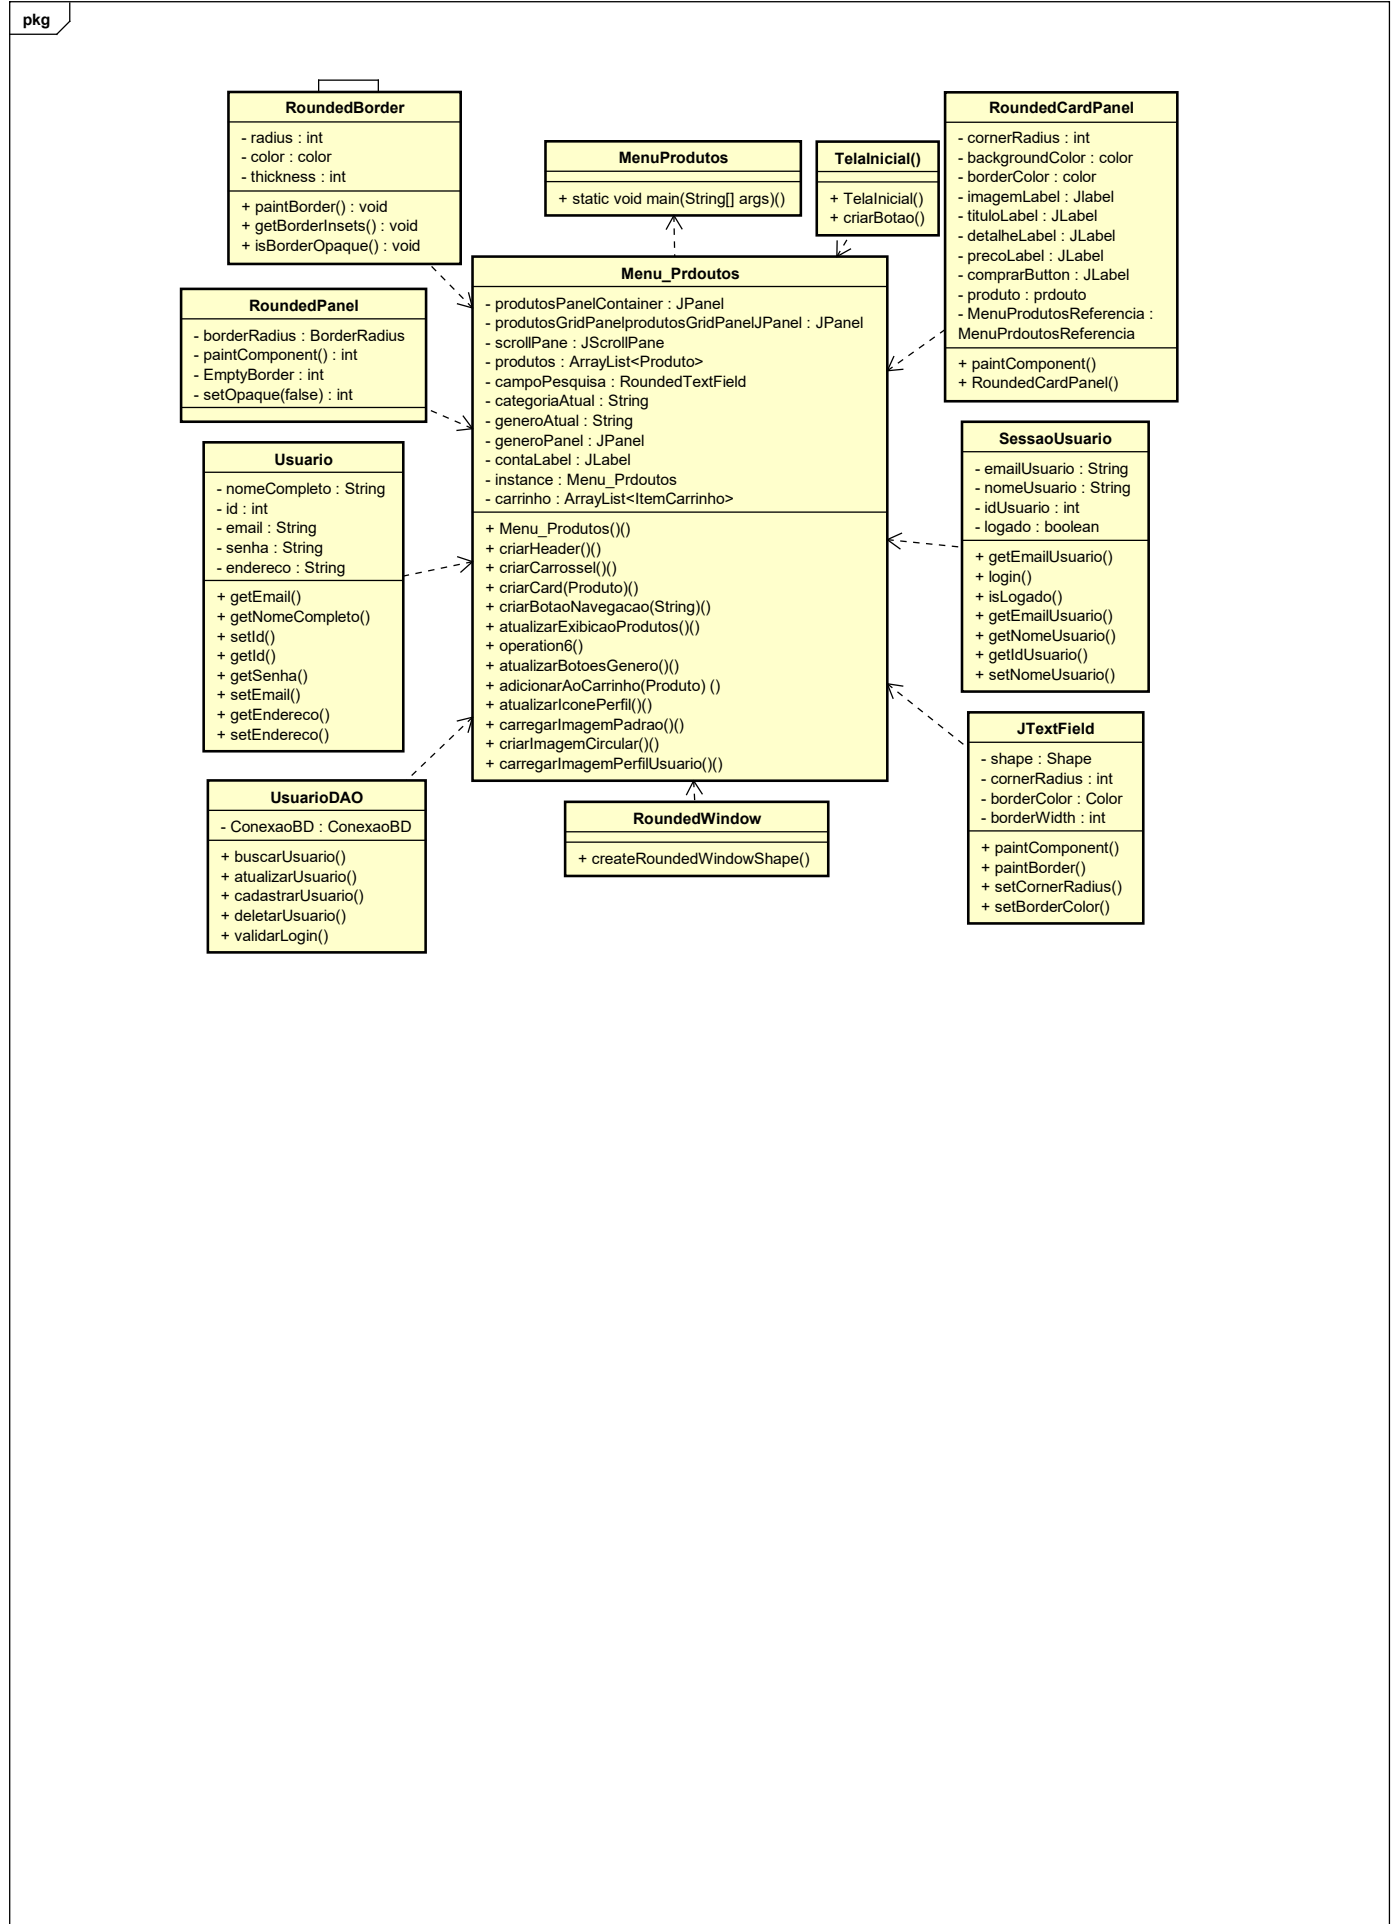 pkg
RoundedBorder
- radius : int
- color : color
- thickness : int
+ paintBorder() : void
+ getBorderInsets() : void
+ isBorderOpaque() : void
MenuProdutos
+ static void main(String[] args)()
TelaInicial()
+ TelaInicial()
+ criarBotao()
RoundedCardPanel
- cornerRadius : int
- backgroundColor : color
- borderColor : color
- imagemLabel : Jlabel
- tituloLabel : JLabel
- detalheLabel : JLabel
- precoLabel : JLabel
- comprarButton : JLabel
- produto : prdouto
- MenuProdutosReferencia :
MenuPrdoutosReferencia
+ paintComponent()
+ RoundedCardPanel()
RoundedPanel
- borderRadius : BorderRadius
- paintComponent() : int
- EmptyBorder : int
- setOpaque(false) : int
Menu_Prdoutos
- produtosPanelContainer : JPanel
- produtosGridPanelprodutosGridPanelJPanel : JPanel
- scrollPane : JScrollPane
- produtos : ArrayList<Produto>
- campoPesquisa : RoundedTextField
- categoriaAtual : String
- generoAtual : String
- generoPanel : JPanel
- contaLabel : JLabel
- instance : Menu_Prdoutos
- carrinho : ArrayList<ItemCarrinho>
+ Menu_Produtos()()
+ criarHeader()()
+ criarCarrossel()()
+ criarCard(Produto)()
+ criarBotaoNavegacao(String)()
+ atualizarExibicaoProdutos()()
+ operation6()
+ atualizarBotoesGenero()()
+ adicionarAoCarrinho(Produto) ()
+ atualizarIconePerfil()()
+ carregarImagemPadrao()()
+ criarImagemCircular()()
+ carregarImagemPerfilUsuario()()
Usuario
- nomeCompleto : String
- id : int
- email : String
- senha : String
- endereco : String
+ getEmail()
+ getNomeCompleto()
+ setId()
+ getId()
+ getSenha()
+ setEmail()
+ getEndereco()
+ setEndereco()
SessaoUsuario
- emailUsuario : String
- nomeUsuario : String
- idUsuario : int
- logado : boolean
+ getEmailUsuario()
+ login()
+ isLogado()
+ getEmailUsuario()
+ getNomeUsuario()
+ getIdUsuario()
+ setNomeUsuario()
JTextField
- shape : Shape
- cornerRadius : int
- borderColor : Color
- borderWidth : int
+ paintComponent()
+ paintBorder()
+ setCornerRadius()
+ setBorderColor()
UsuarioDAO
- ConexaoBD : ConexaoBD
+ buscarUsuario()
+ atualizarUsuario()
+ cadastrarUsuario()
+ deletarUsuario()
+ validarLogin()
RoundedWindow
+ createRoundedWindowShape()